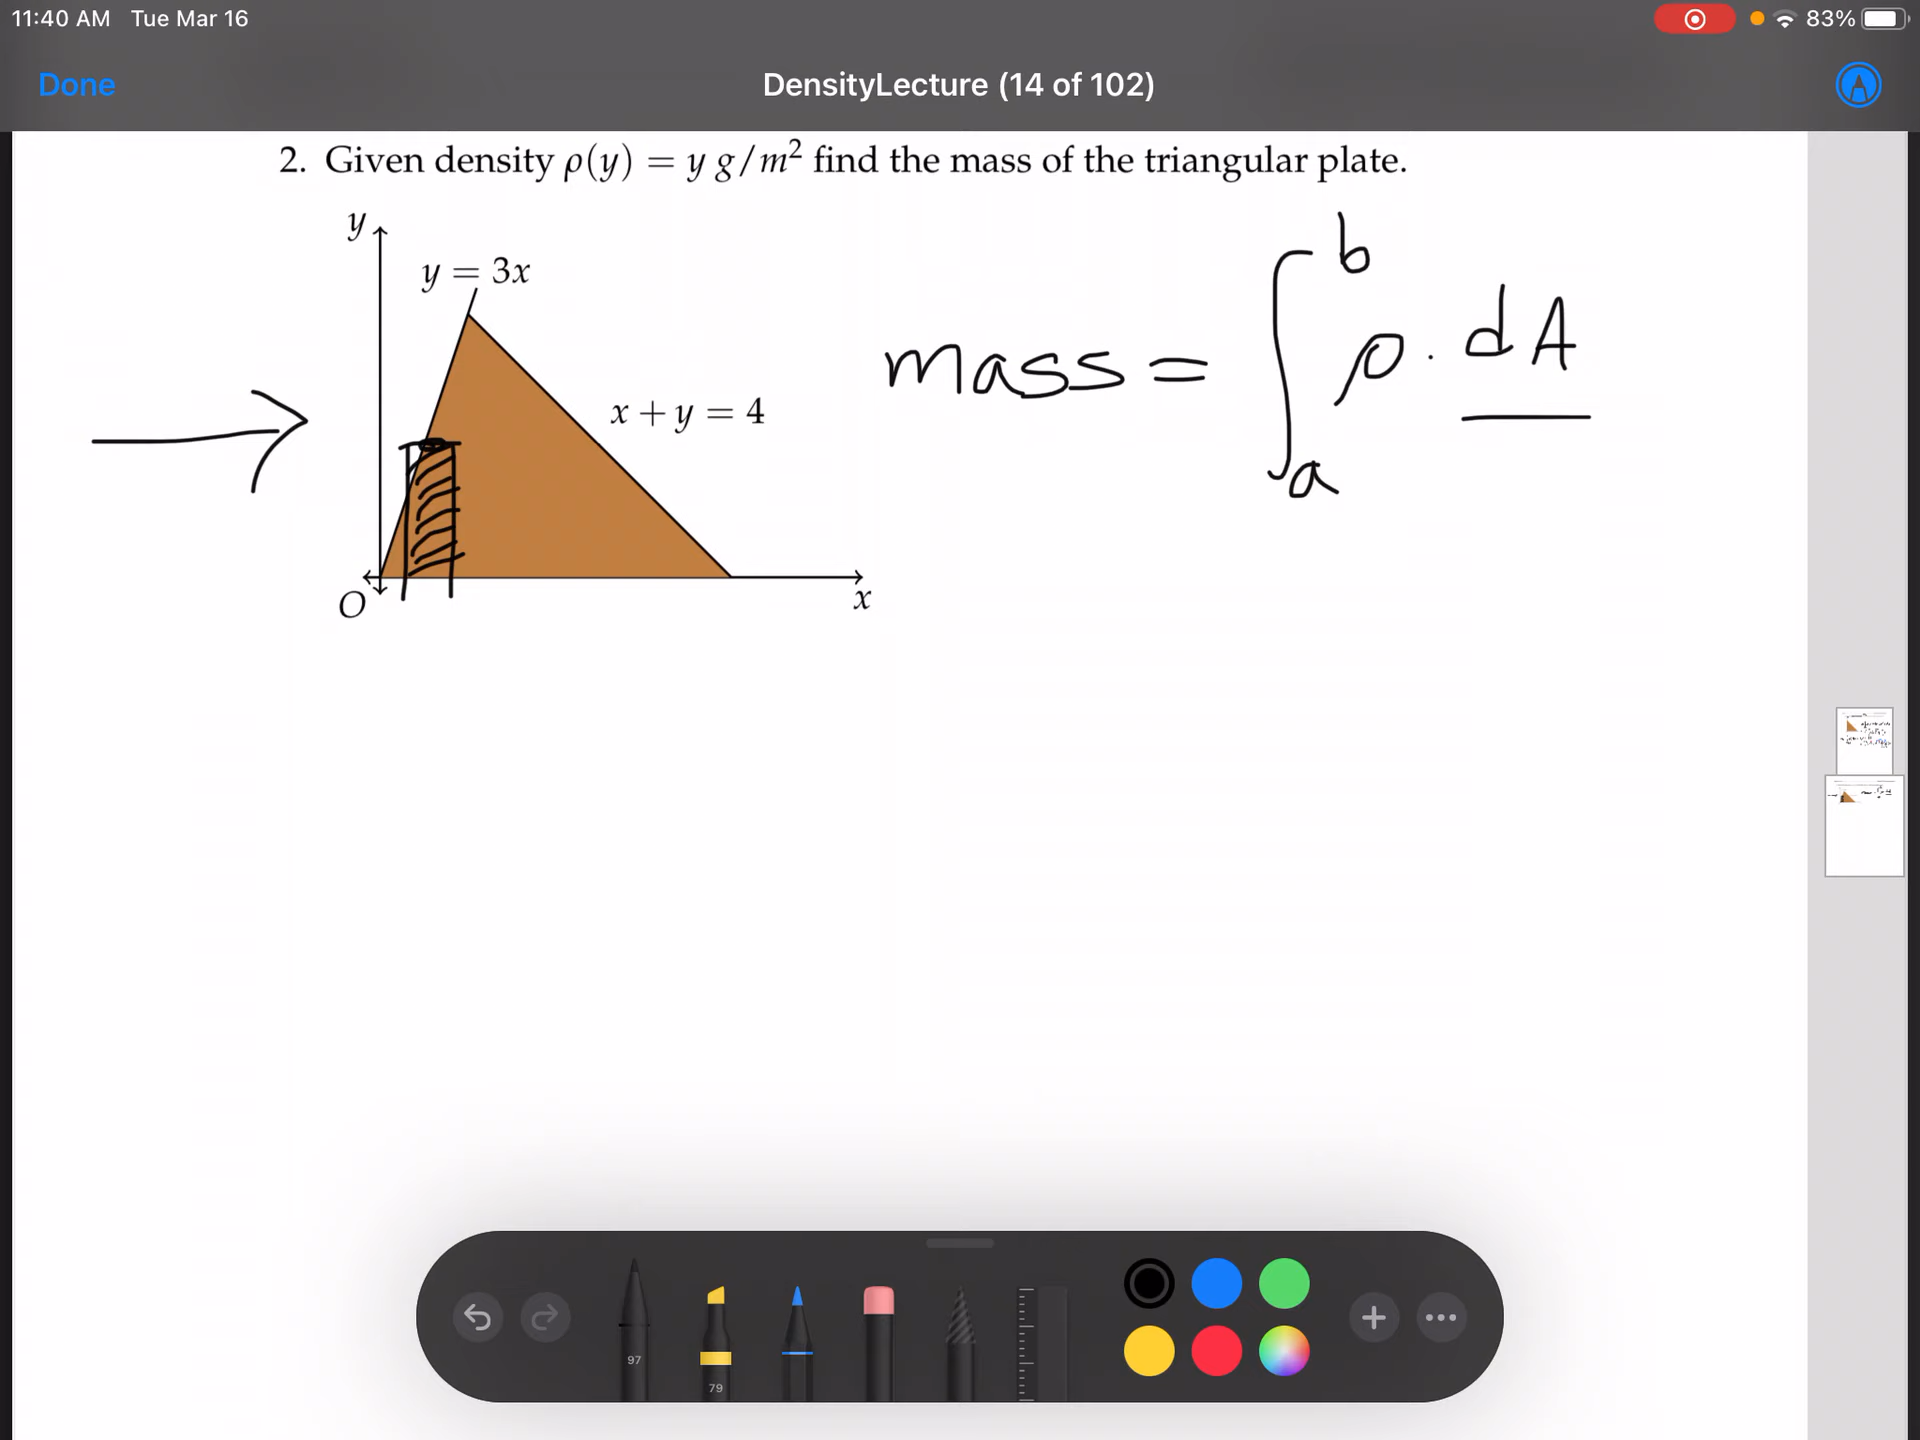 11:40 AM Tue Mar 16
83%
Done
DensityLecture (14 of 102)
2. Given density ρ(y) = y g/m² find the mass of the triangular plate.
y
y = 3x
x + y = 4
O
x
mass = ∫ₐᵇ ρ · dA
97
79